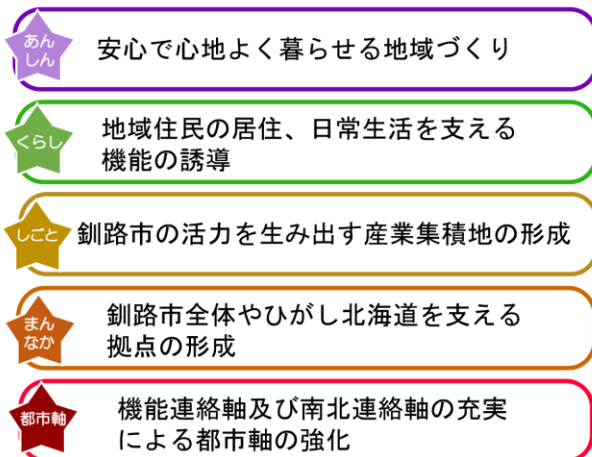 あん
しん
安心で心地よく暮らせる地域づくり
くらし
地域住民の居住、日常生活を支える
機能の誘導
しごと
釧路市の活力を生み出す産業集積地の形成
まん
なか
釧路市全体やひがし北海道を支える
拠点の形成
都市軸
機能連絡軸及び南北連絡軸の充実
による都市軸の強化